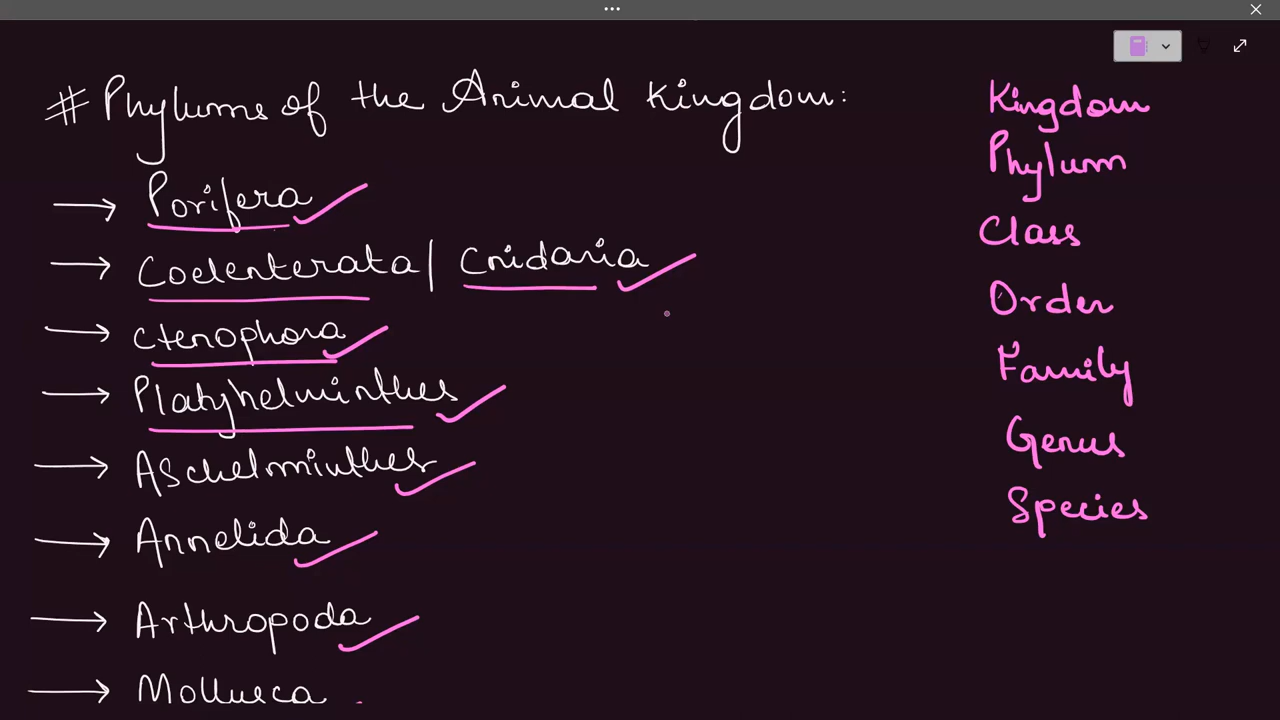 # Phylums of the Animal Kingdom:
→ Porifera
→ Coelenterata / Cnidaria
→ Ctenophora
→ Platyhelminthes
→ Aschelminthes
→ Annelida
→ Arthropoda
→ Mollusca
Kingdom
Phylum
Class
Order
Family
Genus
Species